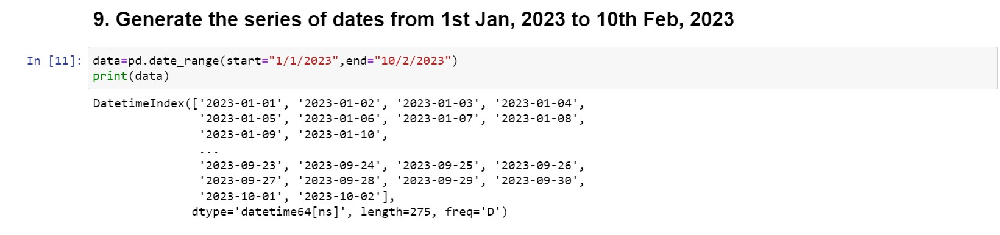 9. Generate the series of dates from 1st Jan, 2023 to 10th Feb, 2023
In [11]: data=pd.date_range(start="1/1/2023",end="10/2/2023")
print(data)
DatetimeIndex(['2023-01-01', '2023-01-02', '2023-01-03', '2023-01-04',
'2023-01-05', '2023-01-06', '2023-01-07', '2023-01-08',
'2023-01-09', '2023-01-10',
...
'2023-09-23', '2023-09-24', '2023-09-25', '2023-09-26',
'2023-09-27', '2023-09-28', '2023-09-29', '2023-09-30',
'2023-10-01', '2023-10-02'],
dtype='datetime64[ns]', length=275, freq='D')